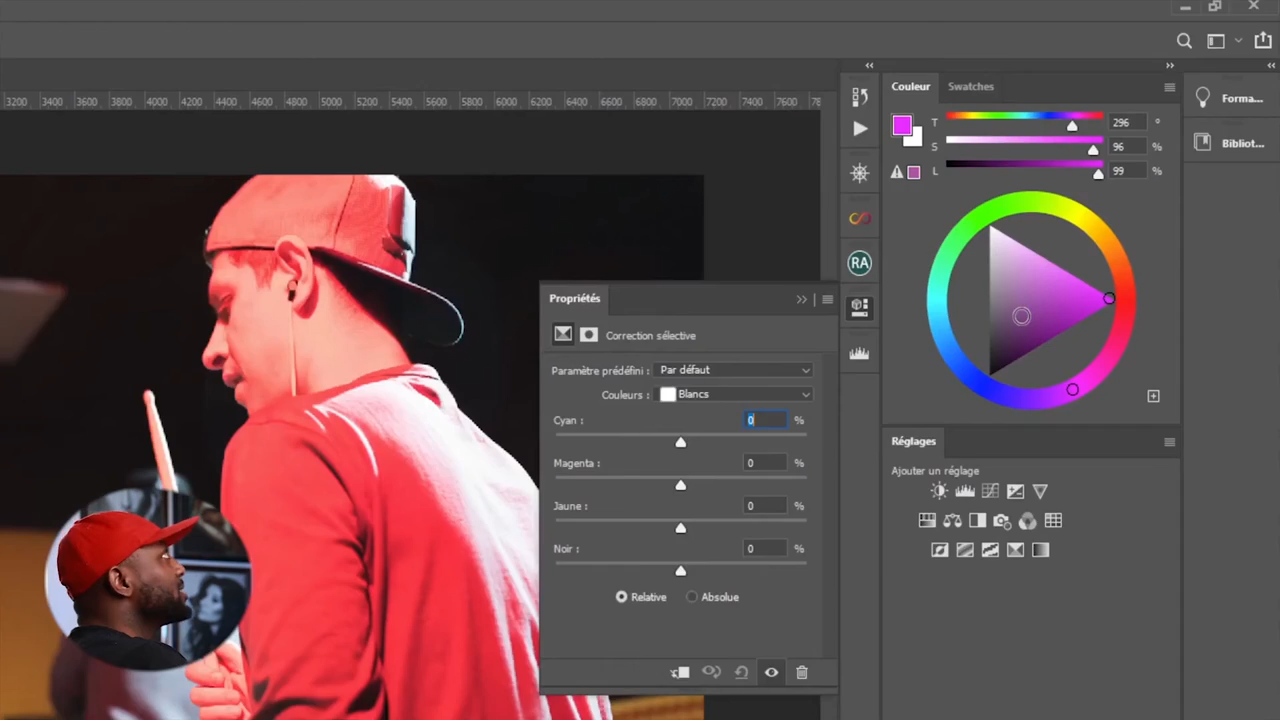 3200 3400 3600 3800 4000 4200 4400 4600 4800 5000 5200 5400 5600 5800 6000 6200 6400 6600 6800 7000 7200 7400 7600
Couleur Swatches
T 296 °
S 96 %
L 99 %
Forma...
Bibliot...
RA
Propriétés
Correction sélective
Paramètre prédéfini : Par défaut
Couleurs : Blancs
Cyan : 0 %
Magenta : 0 %
Jaune : 0 %
Noir : 0 %
Relative Absolue
Réglages
Ajouter un réglage